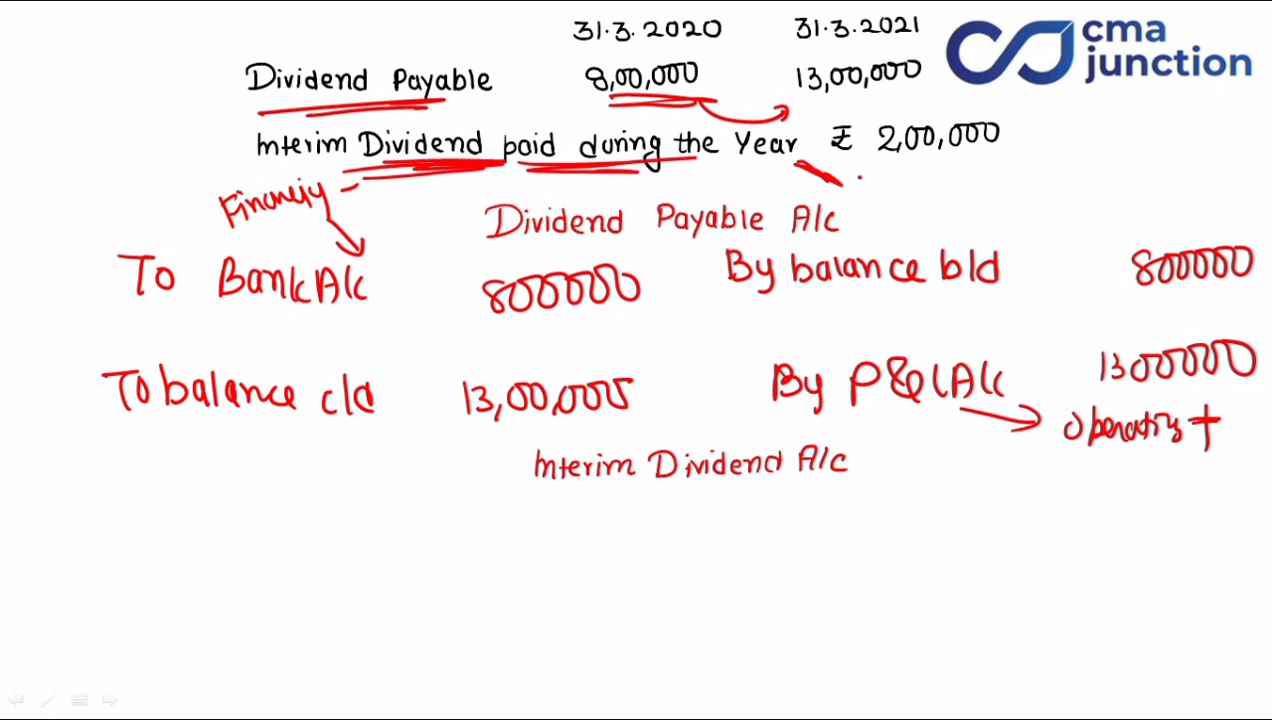 31.3.2020 31.3.2021
cma junction
Dividend Payable 8,00,000 13,00,000
Interim Dividend paid during the Year ₹ 2,00,000
Dividend Payable A/c
To Bank A/c 800000 By balance b/d 800000
To balance c/d 13,00,000 By P&L A/c 1300000
+
Interim Dividend A/c